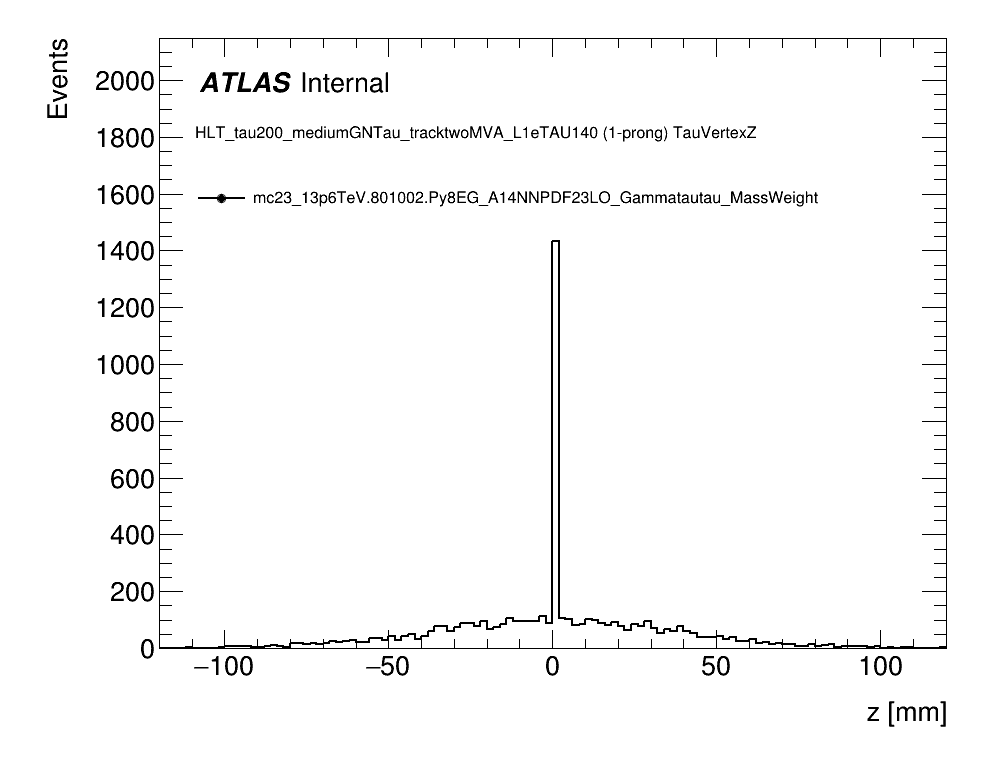 Events
2000
ATLAS Internal
1800
HLT_tau200_mediumGNTau_tracktwoMVA_L1eTAU140 (1-prong) TauVertexZ
1600
mc23_13p6TeV.801002.Py8EG_A14NNPDF23LO_Gammatautau_MassWeight
1400
1200
1000
800
600
400
200
0
−100 −50 0 50 100
z [mm]